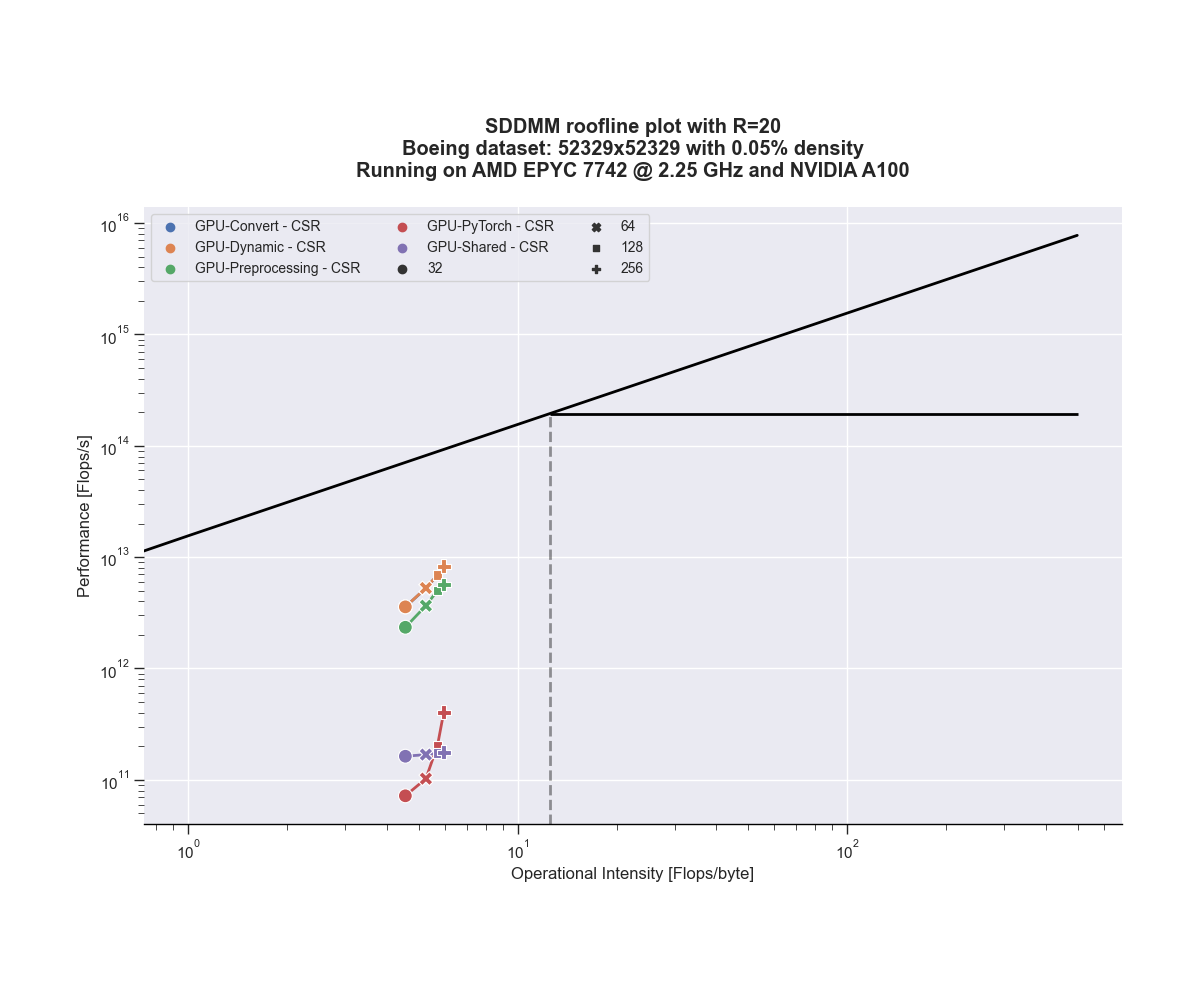 SDDMM roofline plot with R=20
Boeing dataset: 52329x52329 with 0.05% density
Running on AMD EPYC 7742 @ 2.25 GHz and NVIDIA A100
GPU-Convert - CSR
GPU-Dynamic - CSR
GPU-Preprocessing - CSR
GPU-PyTorch - CSR
GPU-Shared - CSR
32
64
128
256
Performance [Flops/s]
10^16
10^15
10^14
10^13
10^12
10^11
10^0
10^1
10^2
Operational Intensity [Flops/byte]